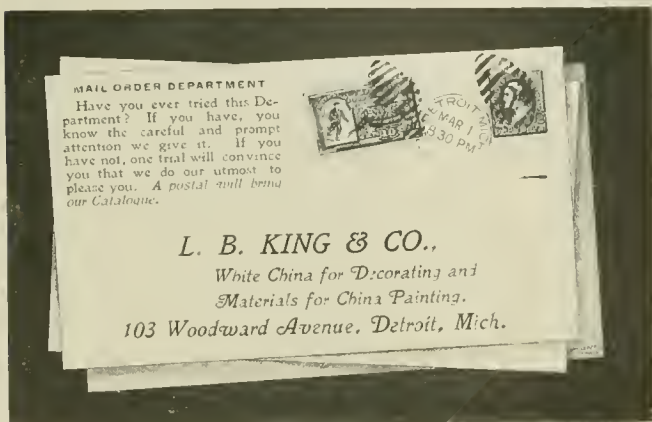 MAIL ORDER DEPARTMENT
Have you ever tried this De-
partment? If you have, you
know the careful and prompt
attention we give it. If you
have not, one trial will convince
you that we do our utmost to
please you. A postal will bring
our Catalogue.
TROIT, MICH
MAR 1
8 30 PM
L. B. KING & CO.,
White China for Decorating and
Materials for China Painting.
103 Woodward Avenue, Detroit, Mich.